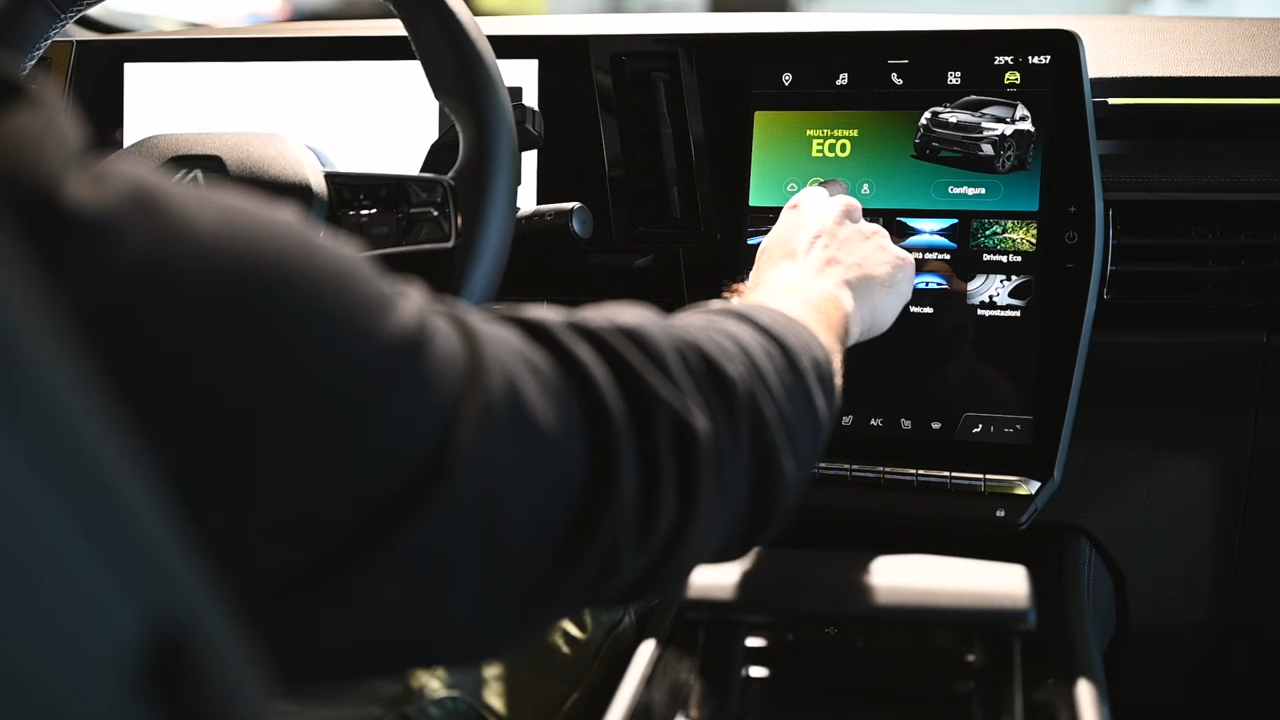 25°C · 14:57
MULTI-SENSE
ECO
Configura
lità dell'aria
Driving Eco
Veicolo
Impostazioni
A/C